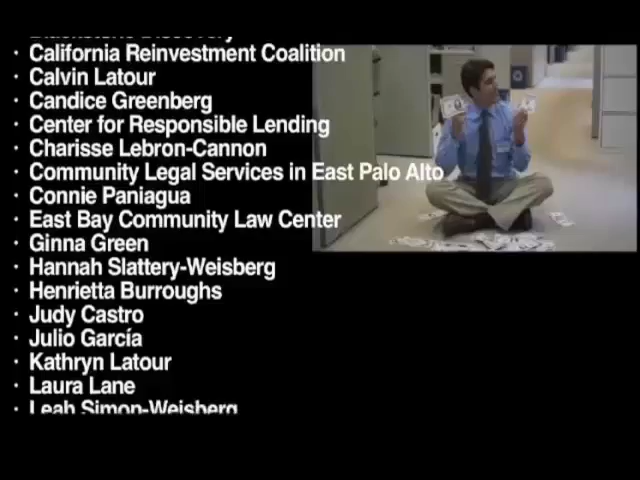 Blackstone Discovery
· California Reinvestment Coalition
· Calvin Latour
· Candice Greenberg
· Center for Responsible Lending
· Charisse Lebron-Cannon
· Community Legal Services in East Palo Alto
· Connie Paniagua
· East Bay Community Law Center
· Ginna Green
· Hannah Slattery-Weisberg
· Henrietta Burroughs
· Judy Castro
· Julio García
· Kathryn Latour
· Laura Lane
· Leah Simon-Weisberg